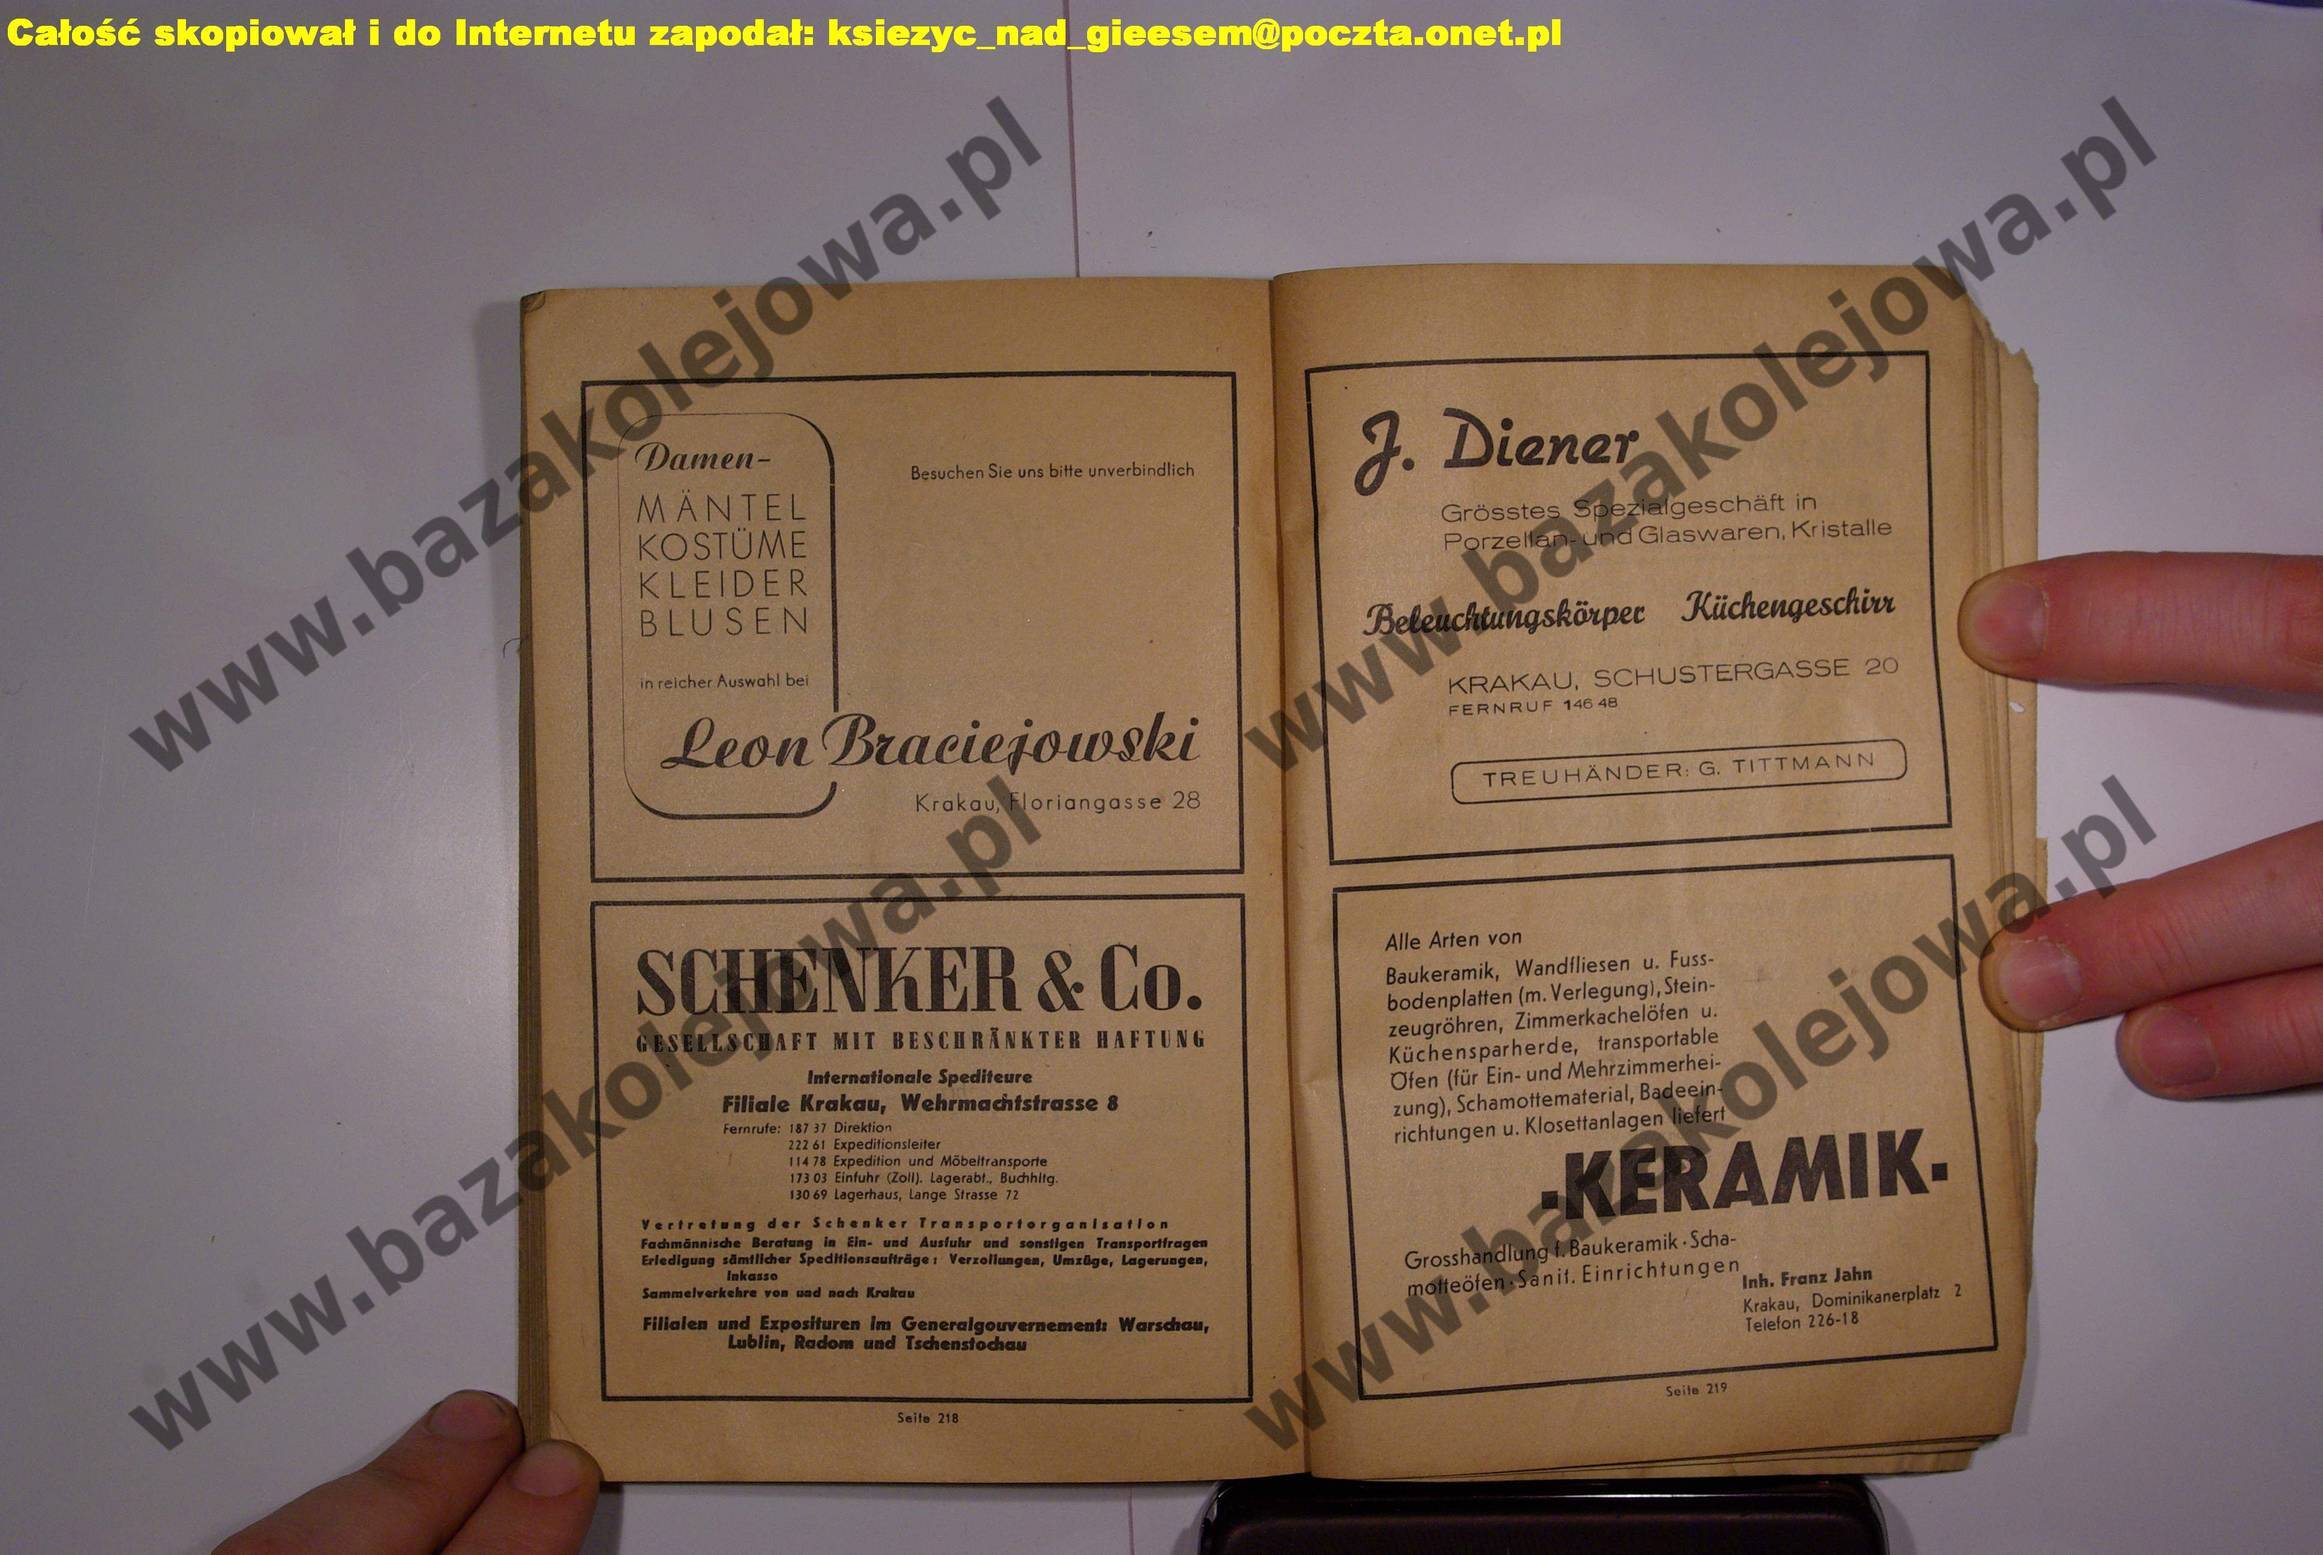 Całość skopiował i do Internetu zapodał: ksiezyc_nad_gieesem@poczta.onet.pl
www.bazakolejowa.pl
www.bazakolejowa.pl
www.bazakolejowa.pl
www.bazakolejowa.pl
Damen-
MÄNTEL
KOSTÜME
KLEIDER
BLUSEN
in reicher Auswahl bei
Besuchen Sie uns bitte unverbindlich
Leon Braciejowski
Krakau, Floriangasse 28
SCHENKER & Co.
GESELLSCHAFT MIT BESCHRÄNKTER HAFTUNG
Internationale Spediteure
Filiale Krakau, Wehrmachtstrasse 8
Fernrufe: 187 37 Direktion
222 61 Expeditionsleiter
114 78 Expedition und Möbeltransporte
173 03 Einfuhr (Zoll), Lagerabt., Buchhltg.
130 69 Lagerhaus, Lange Strasse 72
Vertretung der Schenker Transportorganisation
Fachmännische Beratung in Ein- und Ausfuhr und sonstigen Transportfragen
Erledigung sämtlicher Speditionsaufträge: Verzollungen, Umzüge, Lagerungen,
Inkasso
Sammelverkehre von und nach Krakau
Filialen und Exposituren im Generalgouvernement: Warschau,
Lublin, Radom und Tschenstochau
Seite 218
J. Diener
Grösstes Spezialgeschäft in
Porzellan- und Glaswaren, Kristalle
Beleuchtungskörper Küchengeschirr
KRAKAU, SCHUSTERGASSE 20
FERNRUF 146 48
TREUHÄNDER: G. TITTMANN
Alle Arten von
Baukeramik, Wandfliesen u. Fuss-
bodenplatten (m. Verlegung), Stein-
zeugröhren, Zimmerkachelöfen u.
Küchensparherde, transportable
Öfen (für Ein- und Mehrzimmerhei-
zung), Schamottematerial, Badeein-
richtungen u. Klosettanlagen liefert
-KERAMIK-
Grosshandlung f. Baukeramik · Scha-
motteöfen · Sanit. Einrichtungen
Inh. Franz Jahn
Krakau, Dominikanerplatz 2
Telefon 226-18
Seite 219